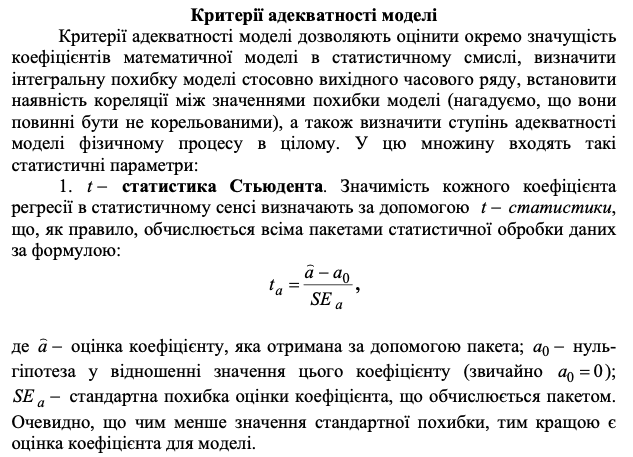 Критерії адекватності моделі
Критерії адекватності моделі дозволяють оцінити окремо значущість
коефіцієнтів математичної моделі в статистичному смислі, визначити
інтегральну похибку моделі стосовно вихідного часового ряду, встановити
наявність кореляції між значеннями похибки моделі (нагадуємо, що вони
повинні бути не корельованими), а також визначити ступінь адекватності
моделі фізичному процесу в цілому. У цю множину входять такі
статистичні параметри:
1. t – статистика Стьюдента. Значимість кожного коефіцієнта
регресії в статистичному сенсі визначають за допомогою t – статистики,
що, як правило, обчислюється всіма пакетами статистичної обробки даних
за формулою:
t_a = (â – a_0) / SE_a,
де â – оцінка коефіцієнту, яка отримана за допомогою пакета; a_0 – нуль-
гіпотеза у відношенні значення цього коефіцієнту (звичайно a_0 = 0);
SE_a – стандартна похибка оцінки коефіцієнта, що обчислюється пакетом.
Очевидно, що чим менше значення стандартної похибки, тим кращою є
оцінка коефіцієнта для моделі.